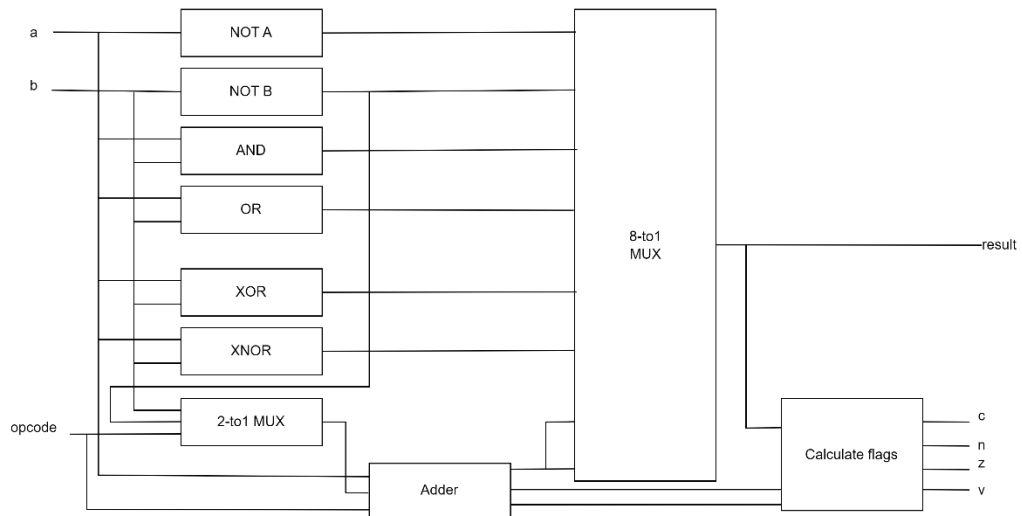 a
NOT A
b
NOT B
AND
OR
8-to1
MUX
result
XOR
XNOR
opcode
2-to1 MUX
c
n
Calculate flags
z
Adder
v